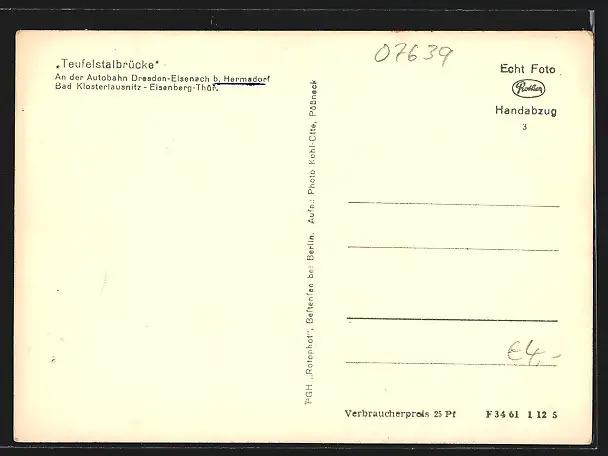 „Teufelstalbrücke“
An der Autobahn Dresden-Eisenach b. Hermsdorf
Bad Klosterlausnitz - Eisenberg-Thür.
07639
Echt Foto
Handabzug
3
PGH „Rotophot“, Bestensee bei Berlin. Aufn.: Photo Kohl-Otte, Pößneck
€4,-
Verbraucherpreis 25 Pf F 34 61 1 12 5